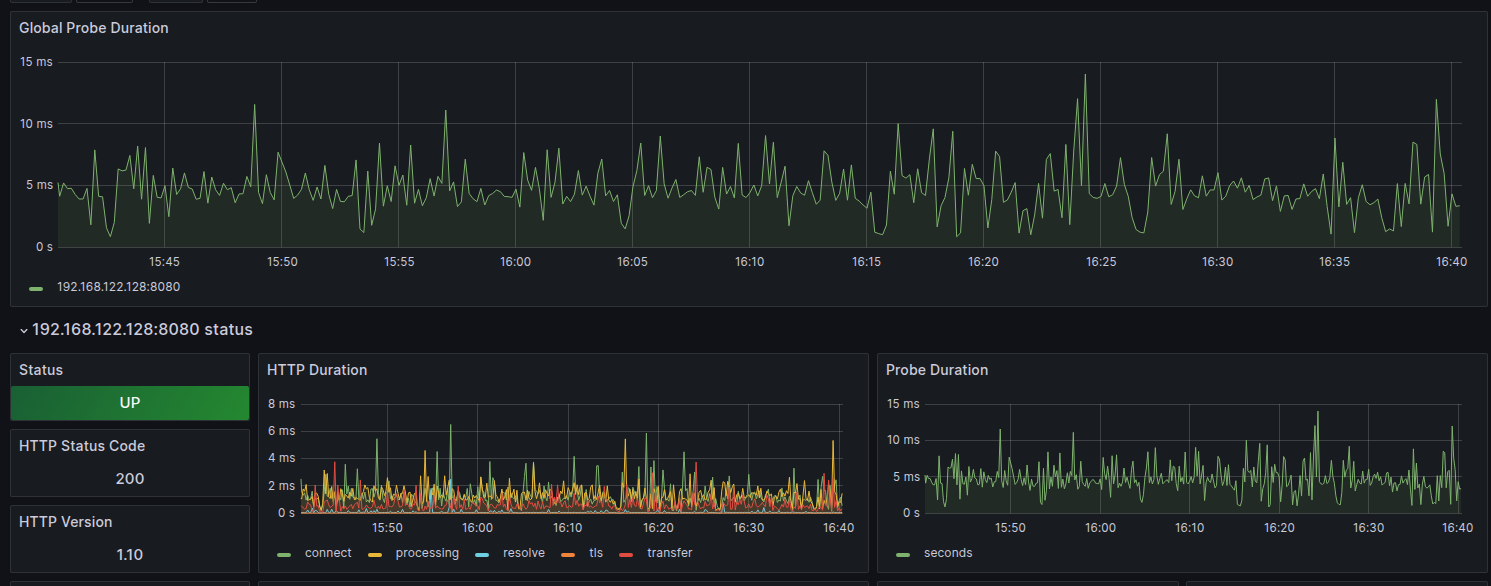 Global Probe Duration
15 ms
10 ms
5 ms
0 s
15:45 15:50 15:55 16:00 16:05 16:10 16:15 16:20 16:25 16:30 16:35 16:40
192.168.122.128:8080
192.168.122.128:8080 status
Status
UP
HTTP Status Code
200
HTTP Version
1.10
HTTP Duration
8 ms
6 ms
4 ms
2 ms
0 s
15:50 16:00 16:10 16:20 16:30 16:40
connect processing resolve tls transfer
Probe Duration
15 ms
10 ms
5 ms
0 s
15:50 16:00 16:10 16:20 16:30 16:40
seconds